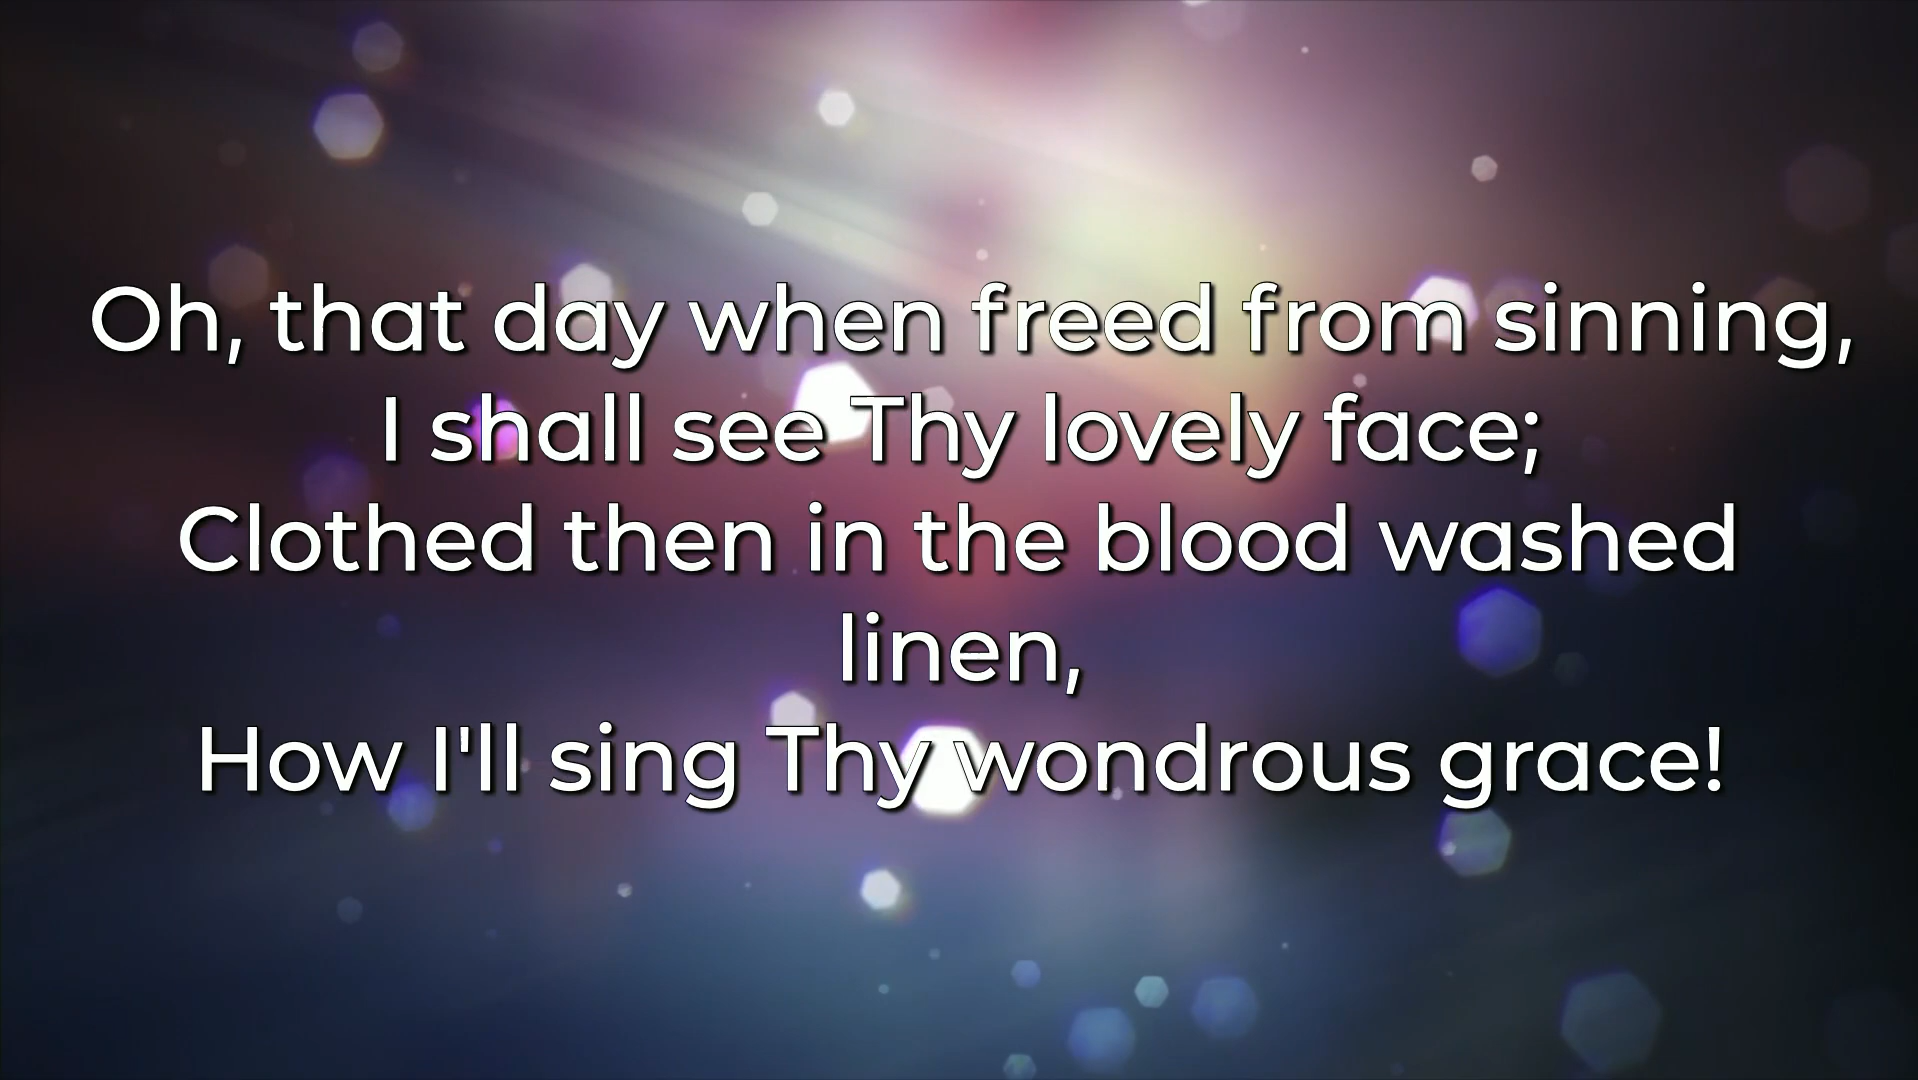 Oh, that day when freed from sinning,
I shall see Thy lovely face;
Clothed then in the blood washed
linen,
How I'll sing Thy wondrous grace!